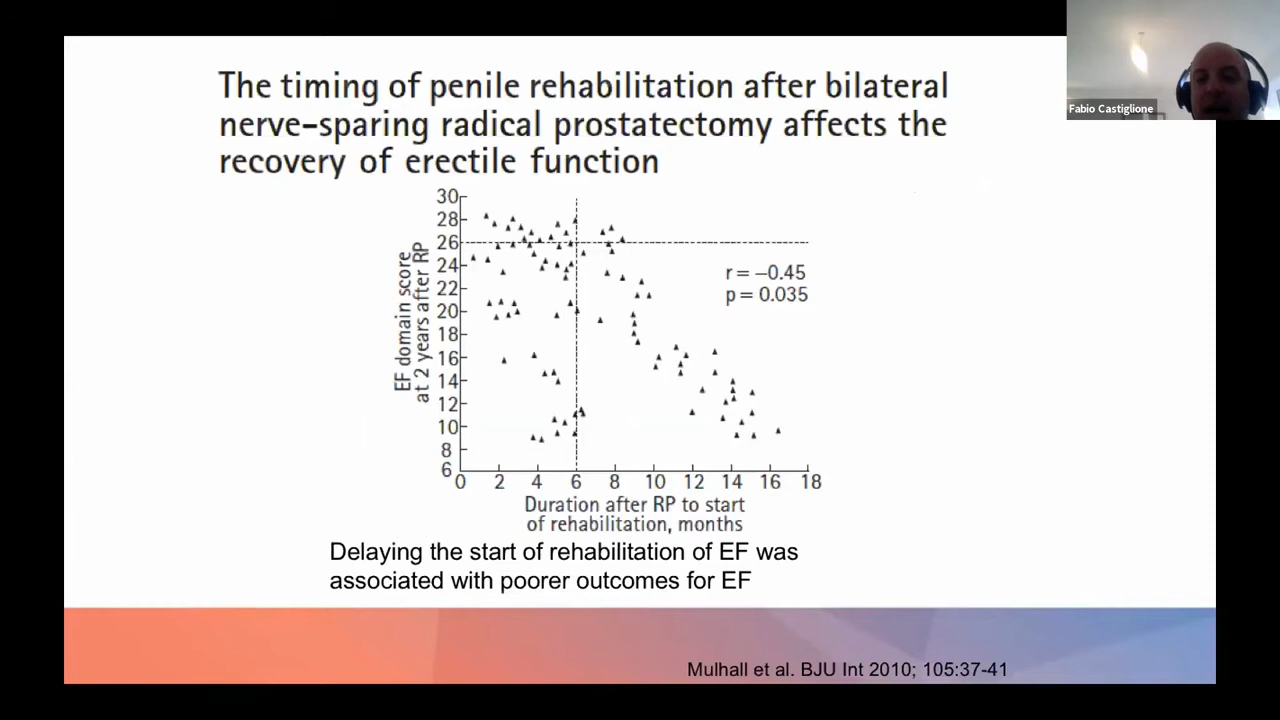 Fabio Castiglione
The timing of penile rehabilitation after bilateral
nerve-sparing radical prostatectomy affects the
recovery of erectile function
30
28
26
24
22
20
18
16
14
12
10
8
6
EF domain score
at 2 years after RP
r = −0.45
p = 0.035
0 2 4 6 8 10 12 14 16 18
Duration after RP to start
of rehabilitation, months
Delaying the start of rehabilitation of EF was
associated with poorer outcomes for EF
Mulhall et al. BJU Int 2010; 105:37-41